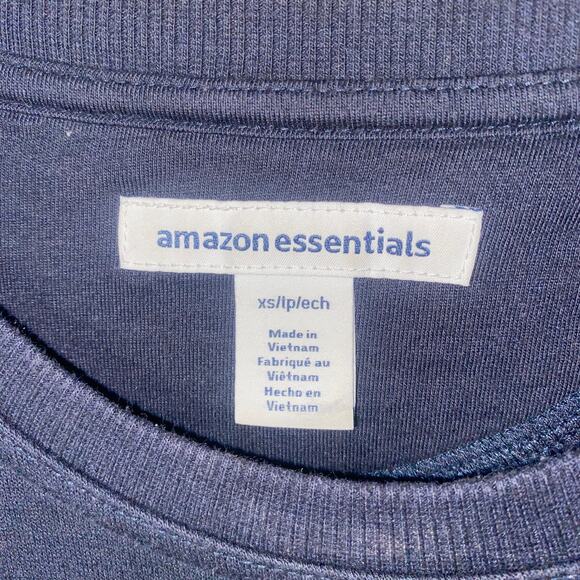 amazon essentials
xs/lp/ech
Made in
Vietnam
Fabriqué au
Viêtnam
Hecho en
Vietnam